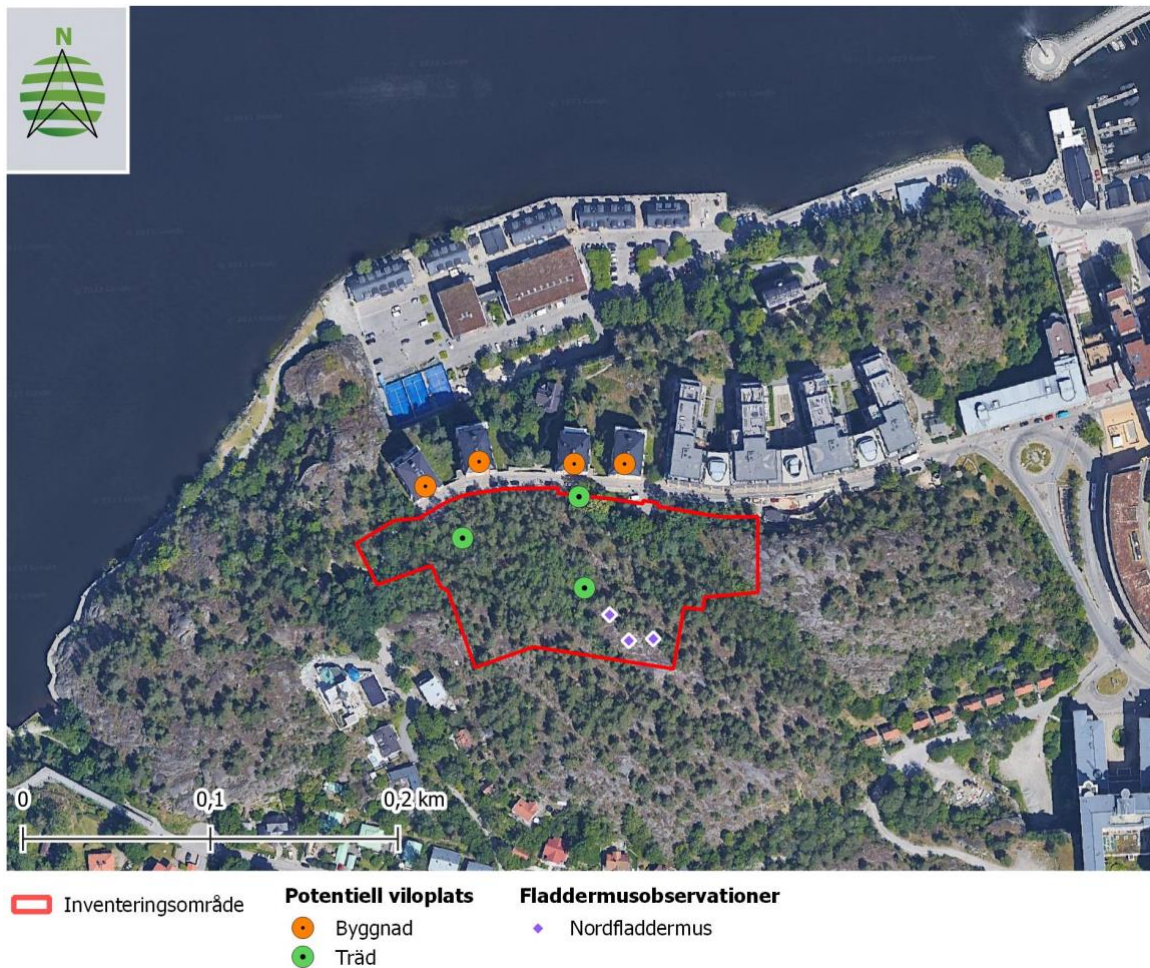 N
0
0,1
0,2 km
Inventeringsområde
Potentiell viloplats
Byggnad
Träd
Fladdermusobservationer
Nordfladdermus